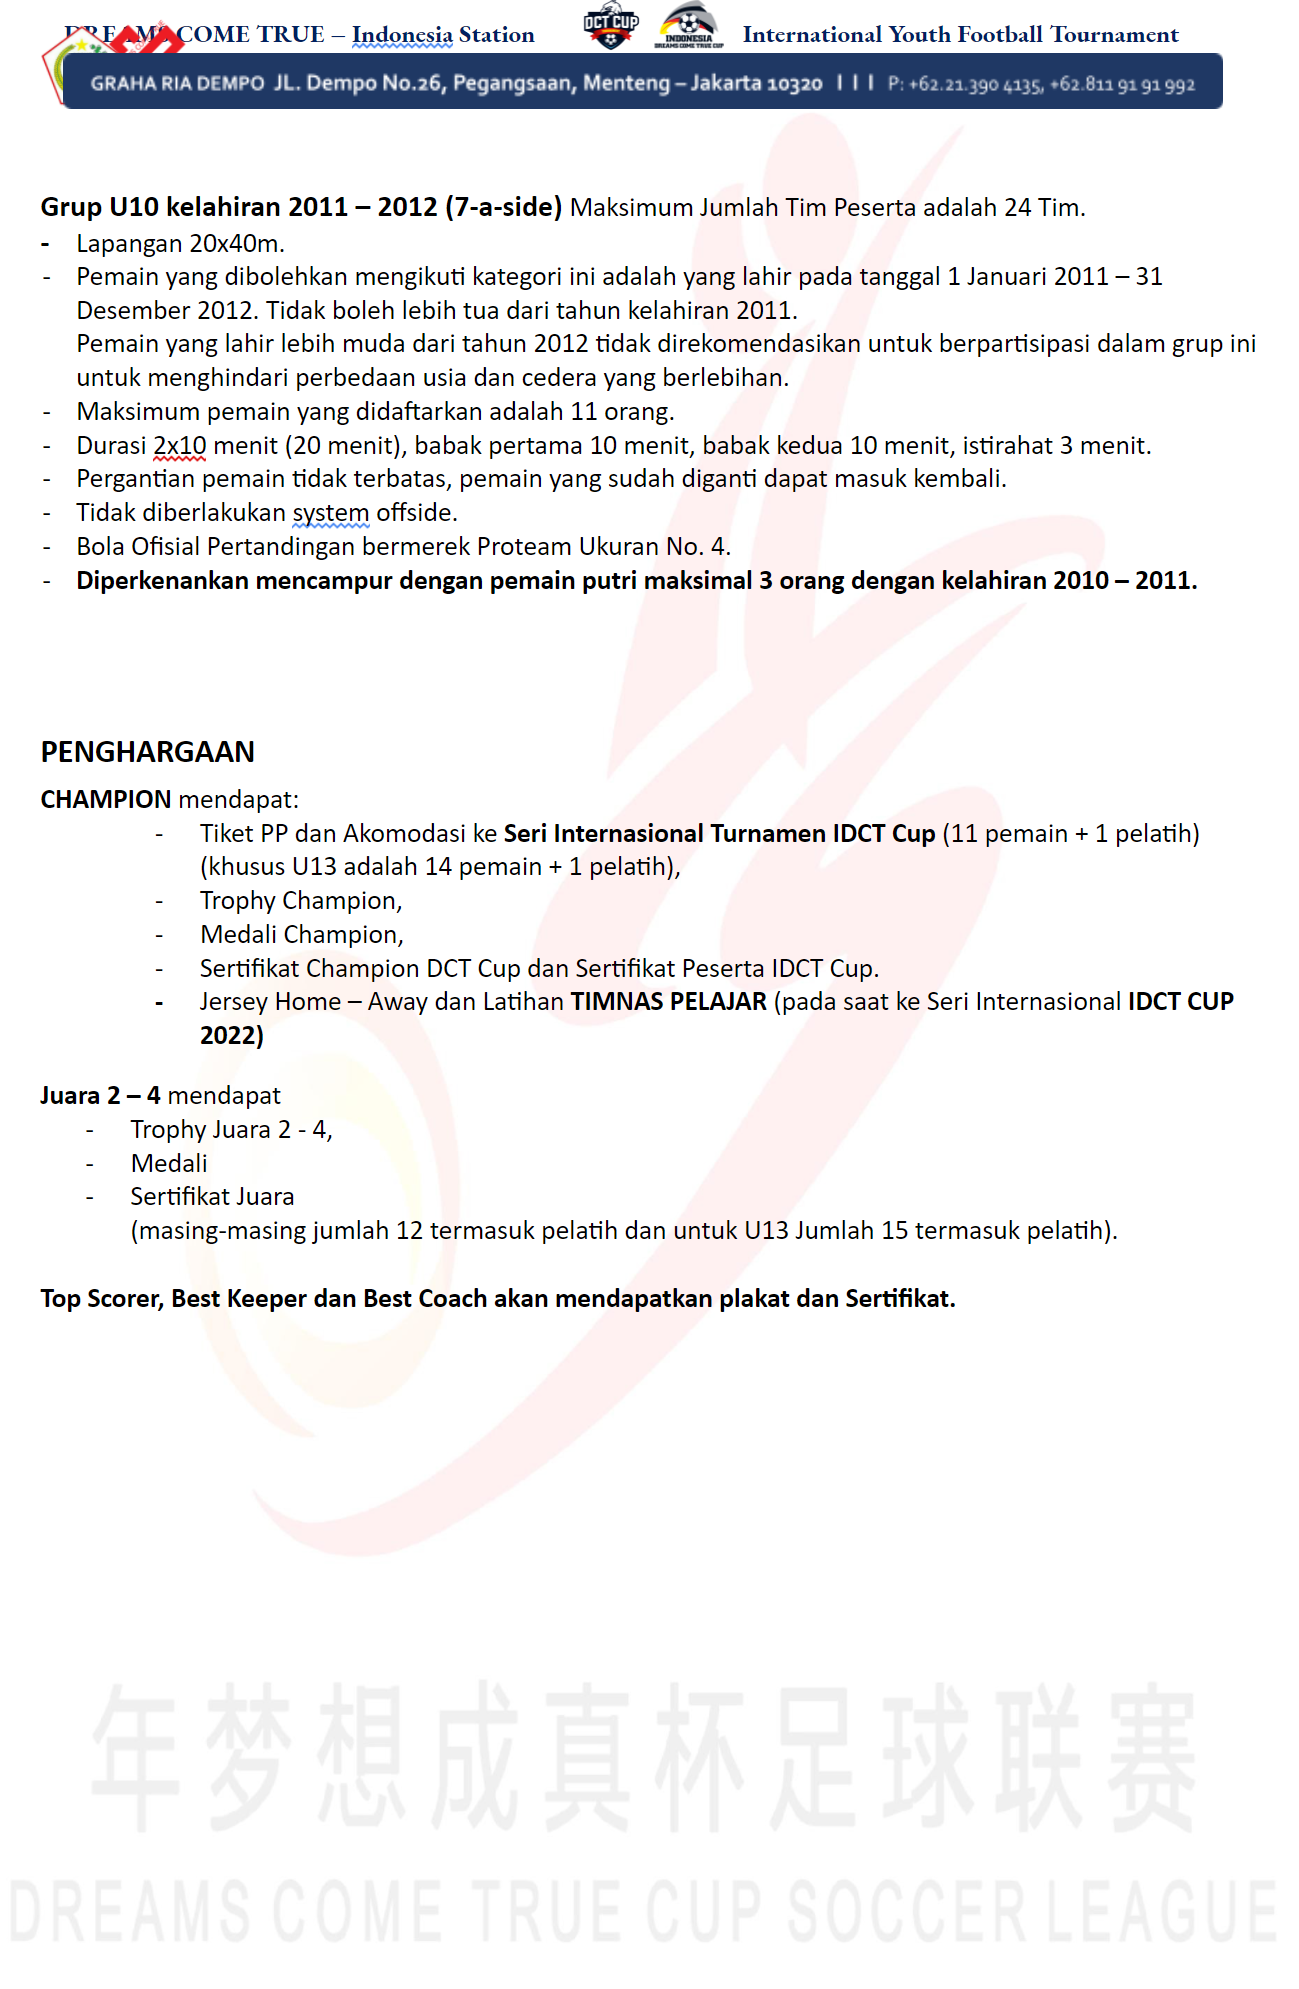 DREAMS COME TRUE – Indonesia Station
DCT CUP
INDONESIA
DREAMS COME TRUE CUP
International Youth Football Tournament
GRAHA RIA DEMPO JL. Dempo No.26, Pegangsaan, Menteng – Jakarta 10320 I I I P: +62.21.390 4135, +62.811 91 91 992
Grup U10 kelahiran 2011 – 2012 (7-a-side) Maksimum Jumlah Tim Peserta adalah 24 Tim.
- Lapangan 20x40m.
- Pemain yang dibolehkan mengikuti kategori ini adalah yang lahir pada tanggal 1 Januari 2011 – 31
Desember 2012. Tidak boleh lebih tua dari tahun kelahiran 2011.
Pemain yang lahir lebih muda dari tahun 2012 tidak direkomendasikan untuk berpartisipasi dalam grup ini
untuk menghindari perbedaan usia dan cedera yang berlebihan.
- Maksimum pemain yang didaftarkan adalah 11 orang.
- Durasi 2x10 menit (20 menit), babak pertama 10 menit, babak kedua 10 menit, istirahat 3 menit.
- Pergantian pemain tidak terbatas, pemain yang sudah diganti dapat masuk kembali.
- Tidak diberlakukan system offside.
- Bola Ofisial Pertandingan bermerek Proteam Ukuran No. 4.
- Diperkenankan mencampur dengan pemain putri maksimal 3 orang dengan kelahiran 2010 – 2011.
PENGHARGAAN
CHAMPION mendapat:
- Tiket PP dan Akomodasi ke Seri Internasional Turnamen IDCT Cup (11 pemain + 1 pelatih)
(khusus U13 adalah 14 pemain + 1 pelatih),
- Trophy Champion,
- Medali Champion,
- Sertifikat Champion DCT Cup dan Sertifikat Peserta IDCT Cup.
- Jersey Home – Away dan Latihan TIMNAS PELAJAR (pada saat ke Seri Internasional IDCT CUP
2022)
Juara 2 – 4 mendapat
- Trophy Juara 2 - 4,
- Medali
- Sertifikat Juara
(masing-masing jumlah 12 termasuk pelatih dan untuk U13 Jumlah 15 termasuk pelatih).
Top Scorer, Best Keeper dan Best Coach akan mendapatkan plakat dan Sertifikat.
年梦想成真杯足球联赛
DREAMS COME TRUE CUP SOCCER LEAGUE